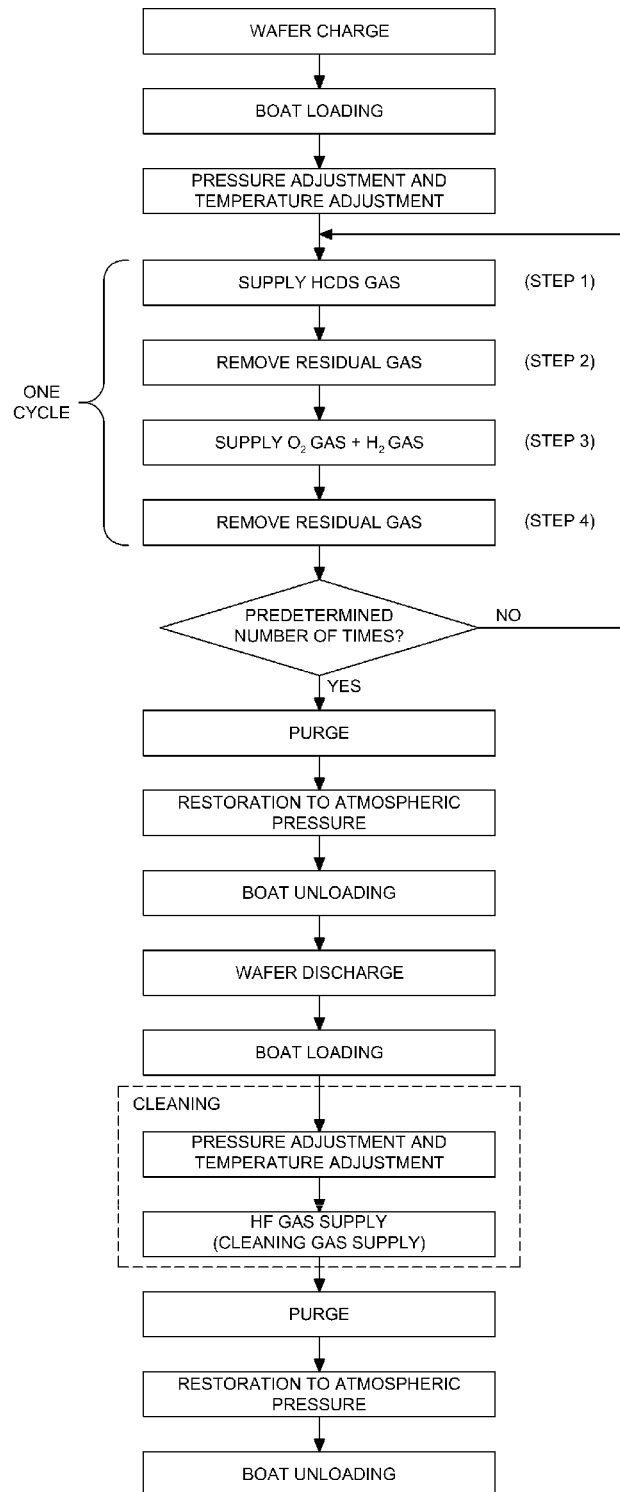 WAFER CHARGE
BOAT LOADING
PRESSURE ADJUSTMENT AND
TEMPERATURE ADJUSTMENT
SUPPLY HCDS GAS
(STEP 1)
REMOVE RESIDUAL GAS
(STEP 2)
ONE
CYCLE
SUPPLY O₂ GAS + H₂ GAS
(STEP 3)
REMOVE RESIDUAL GAS
(STEP 4)
PREDETERMINED
NUMBER OF TIMES?
NO
YES
PURGE
RESTORATION TO ATMOSPHERIC
PRESSURE
BOAT UNLOADING
WAFER DISCHARGE
BOAT LOADING
CLEANING
PRESSURE ADJUSTMENT AND
TEMPERATURE ADJUSTMENT
HF GAS SUPPLY
(CLEANING GAS SUPPLY)
PURGE
RESTORATION TO ATMOSPHERIC
PRESSURE
BOAT UNLOADING